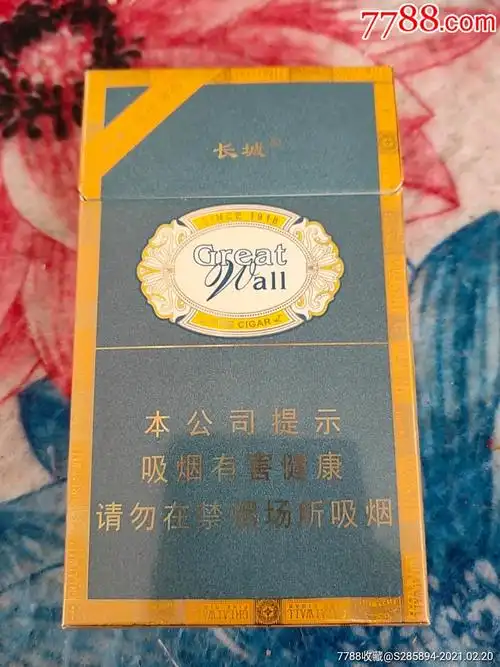 7788.com
长城
SINCE 1918
Great
Wall
CIGAR
本公司提示
吸烟有害健康
请勿在禁烟场所吸烟
7788收藏@S285894-2021.02.20